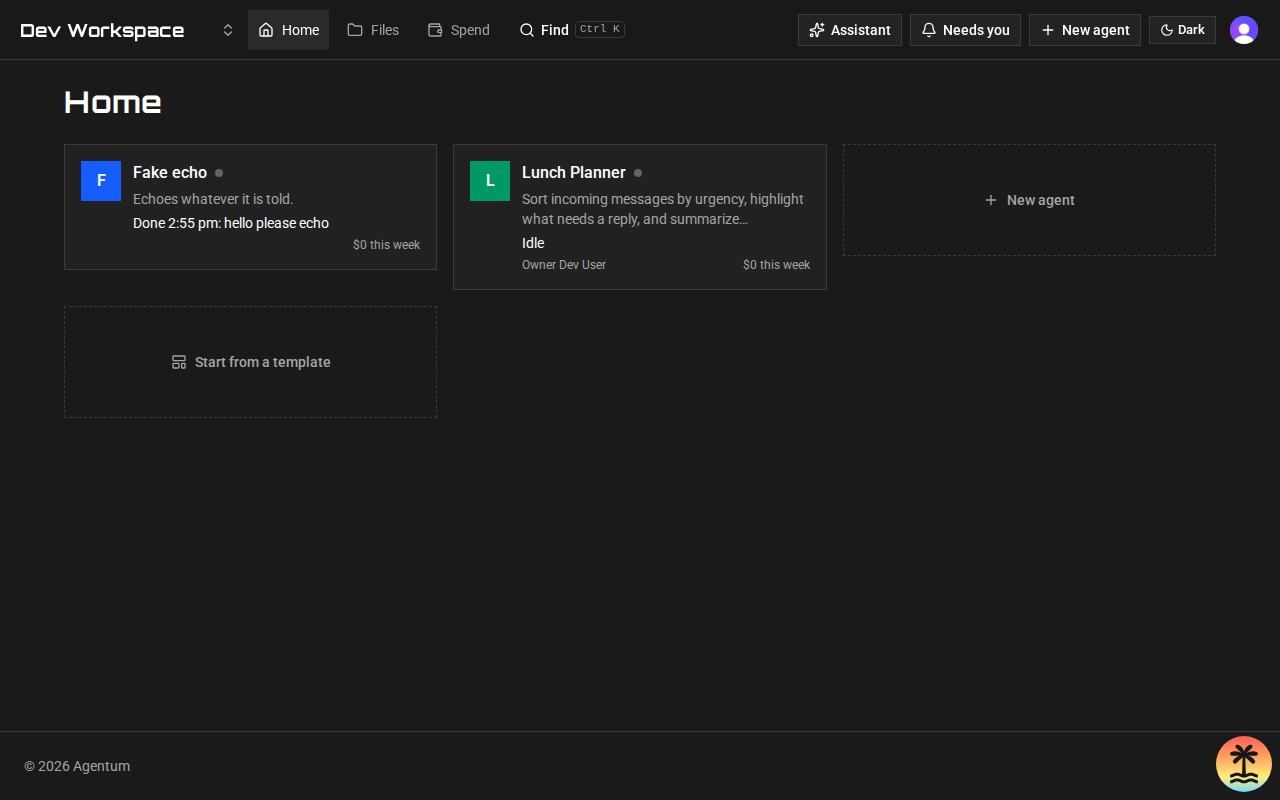 Dev Workspace
Home
Files
Spend
Find
Ctrl K
Assistant
Needs you
New agent
Dark
Home
F
Fake echo
Echoes whatever it is told.
Done 2:55 pm: hello please echo
$0 this week
L
Lunch Planner
Sort incoming messages by urgency, highlight
what needs a reply, and summarize…
Idle
Owner Dev User
$0 this week
New agent
Start from a template
© 2026 Agentum